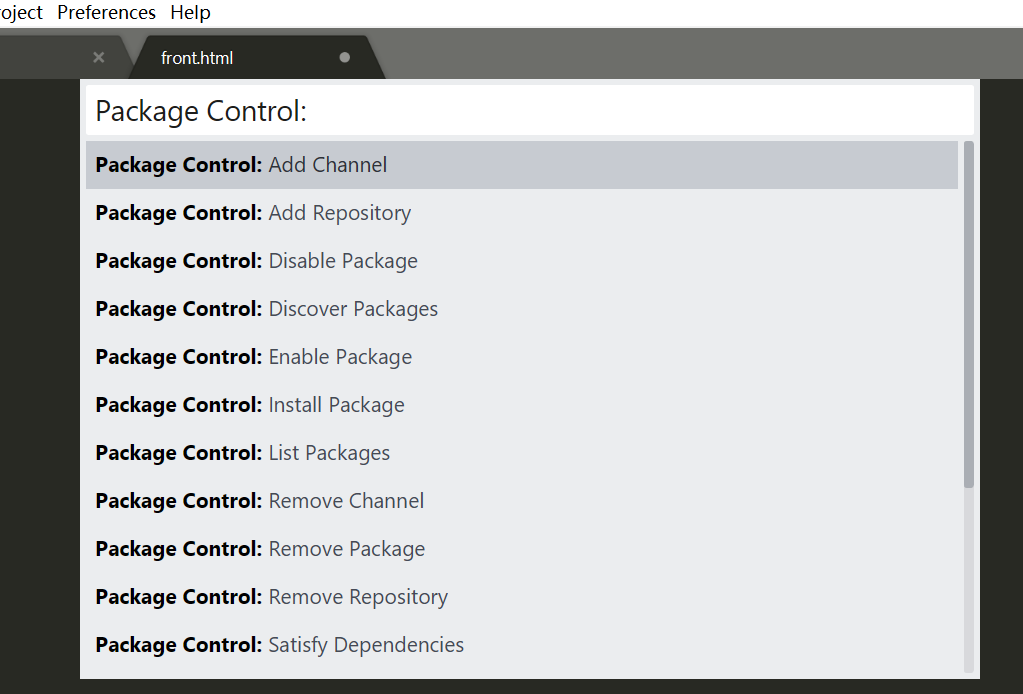 roject Preferences Help
front.html
Package Control:
Package Control: Add Channel
Package Control: Add Repository
Package Control: Disable Package
Package Control: Discover Packages
Package Control: Enable Package
Package Control: Install Package
Package Control: List Packages
Package Control: Remove Channel
Package Control: Remove Package
Package Control: Remove Repository
Package Control: Satisfy Dependencies